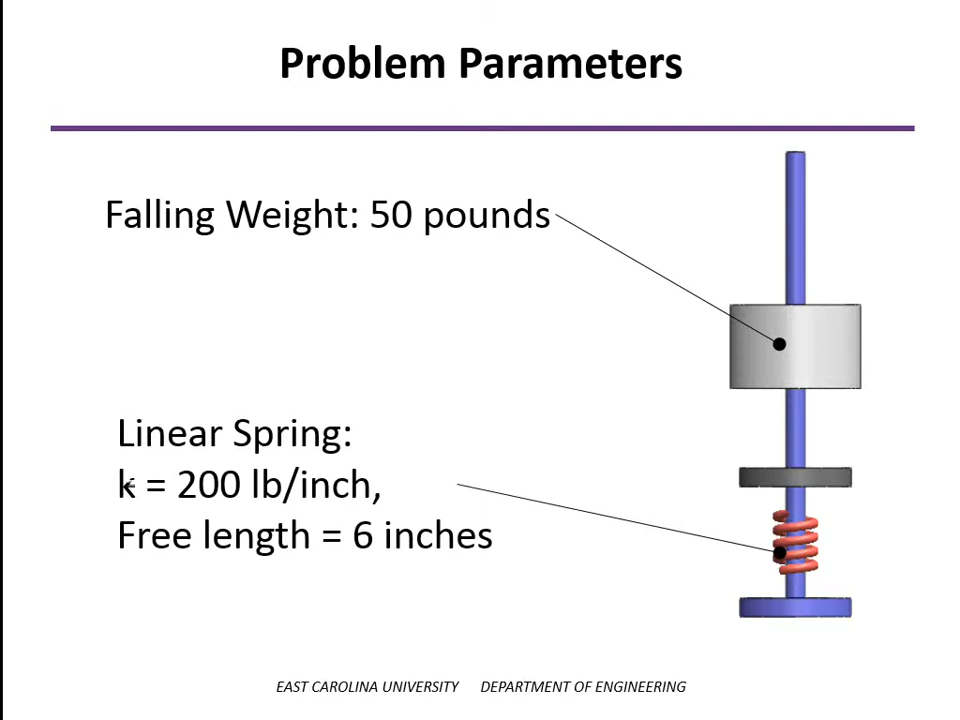 Problem Parameters
Falling Weight: 50 pounds
Linear Spring:
k = 200 lb/inch,
Free length = 6 inches
EAST CAROLINA UNIVERSITY DEPARTMENT OF ENGINEERING